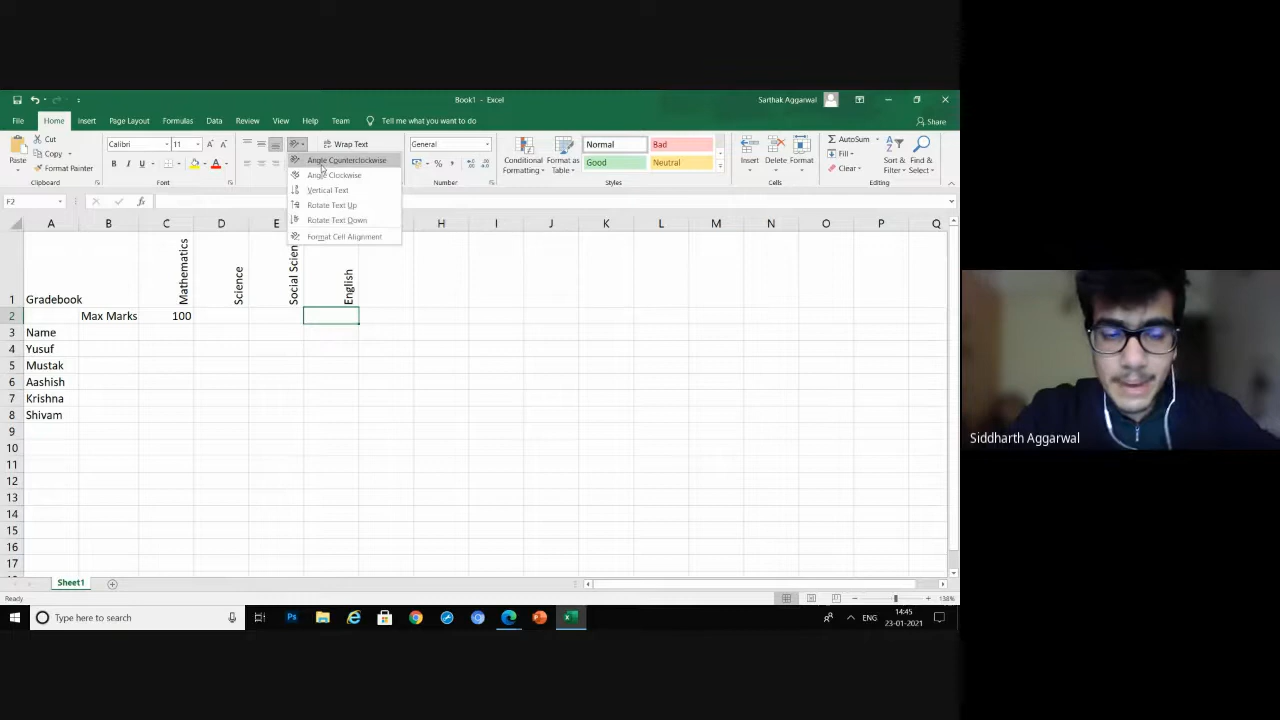 Book1 - Excel
Sarthak Aggarwal
File Home Insert Page Layout Formulas Data Review View Help Team Tell me what you want to do Share
Paste
Cut
Copy
Format Painter
Clipboard
Calibri 11
B I U
Font
Wrap Text
Angle Counterclockwise
Angle Clockwise
Vertical Text
Rotate Text Up
Rotate Text Down
Format Cell Alignment
General
%
Number
Conditional Formatting
Format as Table
Normal Bad
Good Neutral
Styles
Insert Delete Format
Cells
AutoSum
Fill
Clear
Sort & Filter
Find & Select
Editing
F2 fx
A B C D E H I J K L M N O P Q
1 Gradebook Mathematics Science Social Scien English
2 Max Marks 100
3 Name
4 Yusuf
5 Mustak
6 Aashish
7 Krishna
8 Shivam
9
10
11
12
13
14
15
16
17
Sheet1
Ready 138%
Type here to search
Ps
ENG
14:45
23-01-2021
Siddharth Aggarwal